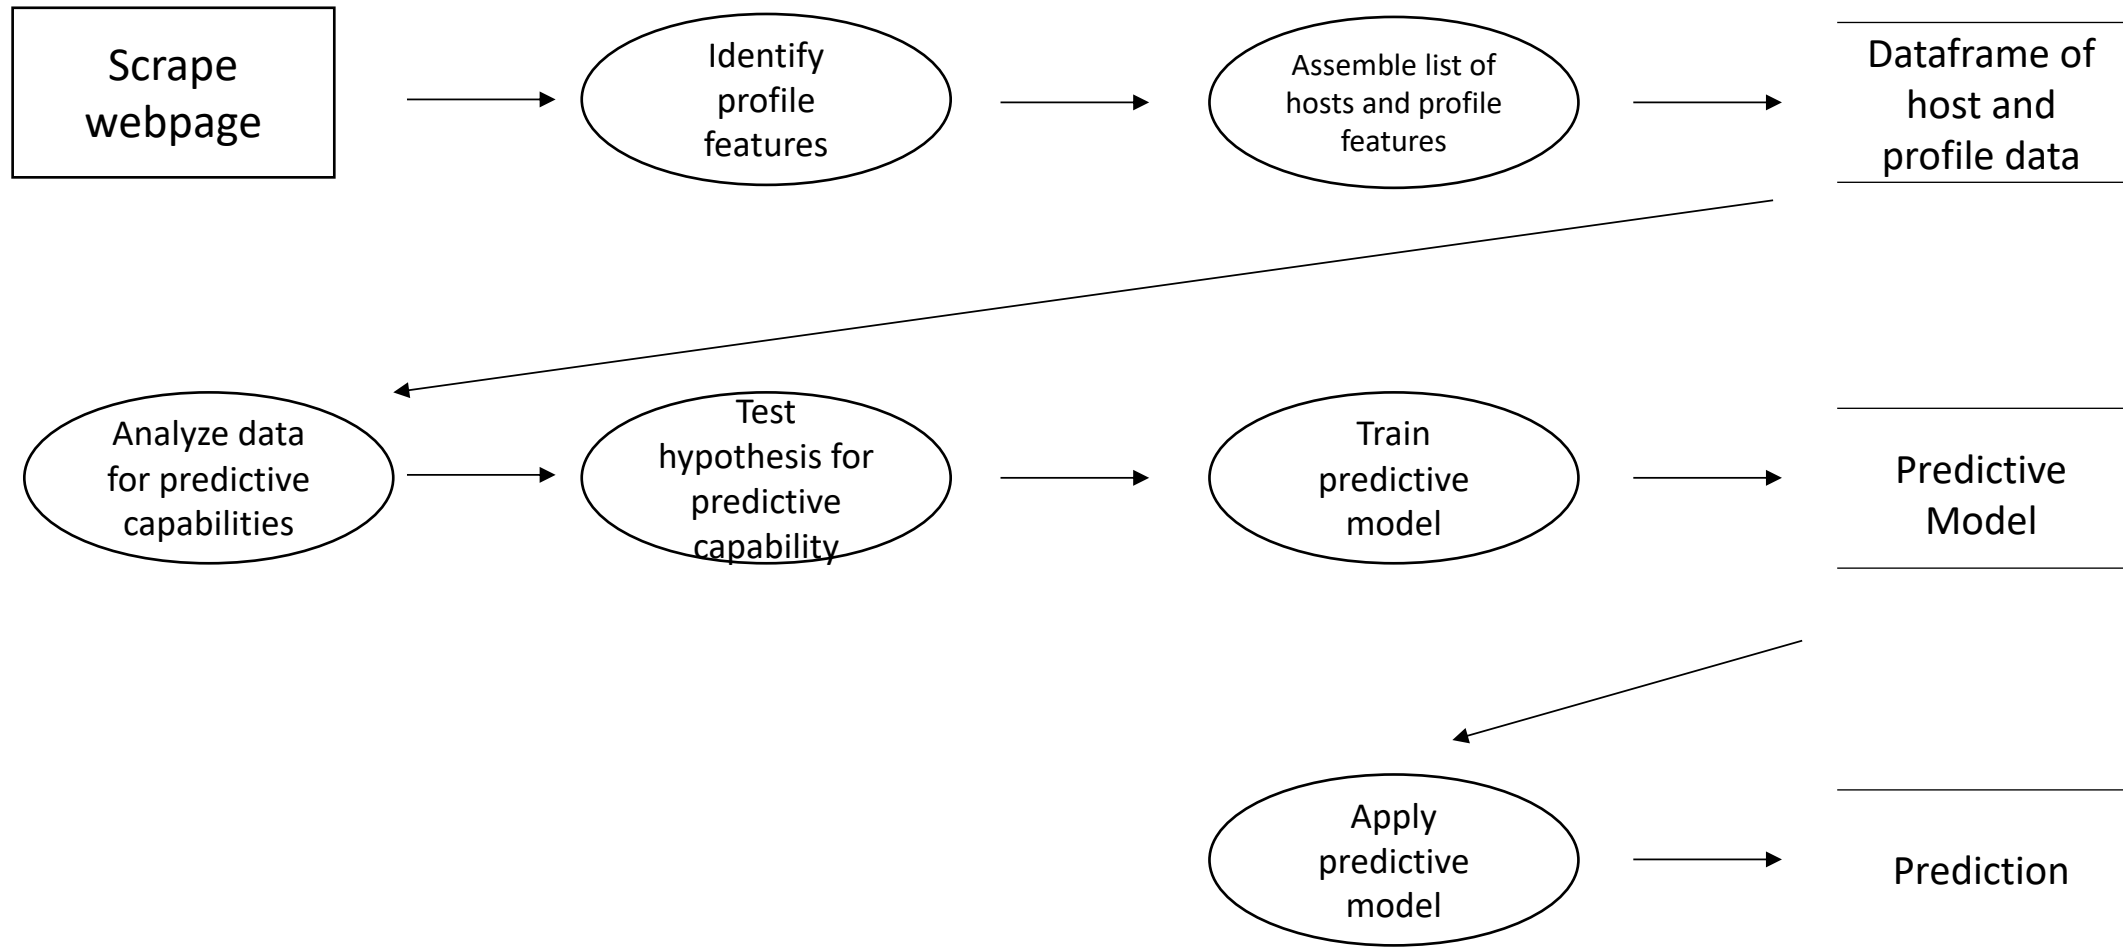 Scrape
webpage
Identify
profile
features
Assemble list of
hosts and profile
features
Dataframe of
host and
profile data
Analyze data
for predictive
capabilities
Test
hypothesis for
predictive
capability
Train
predictive
model
Predictive
Model
Apply
predictive
model
Prediction